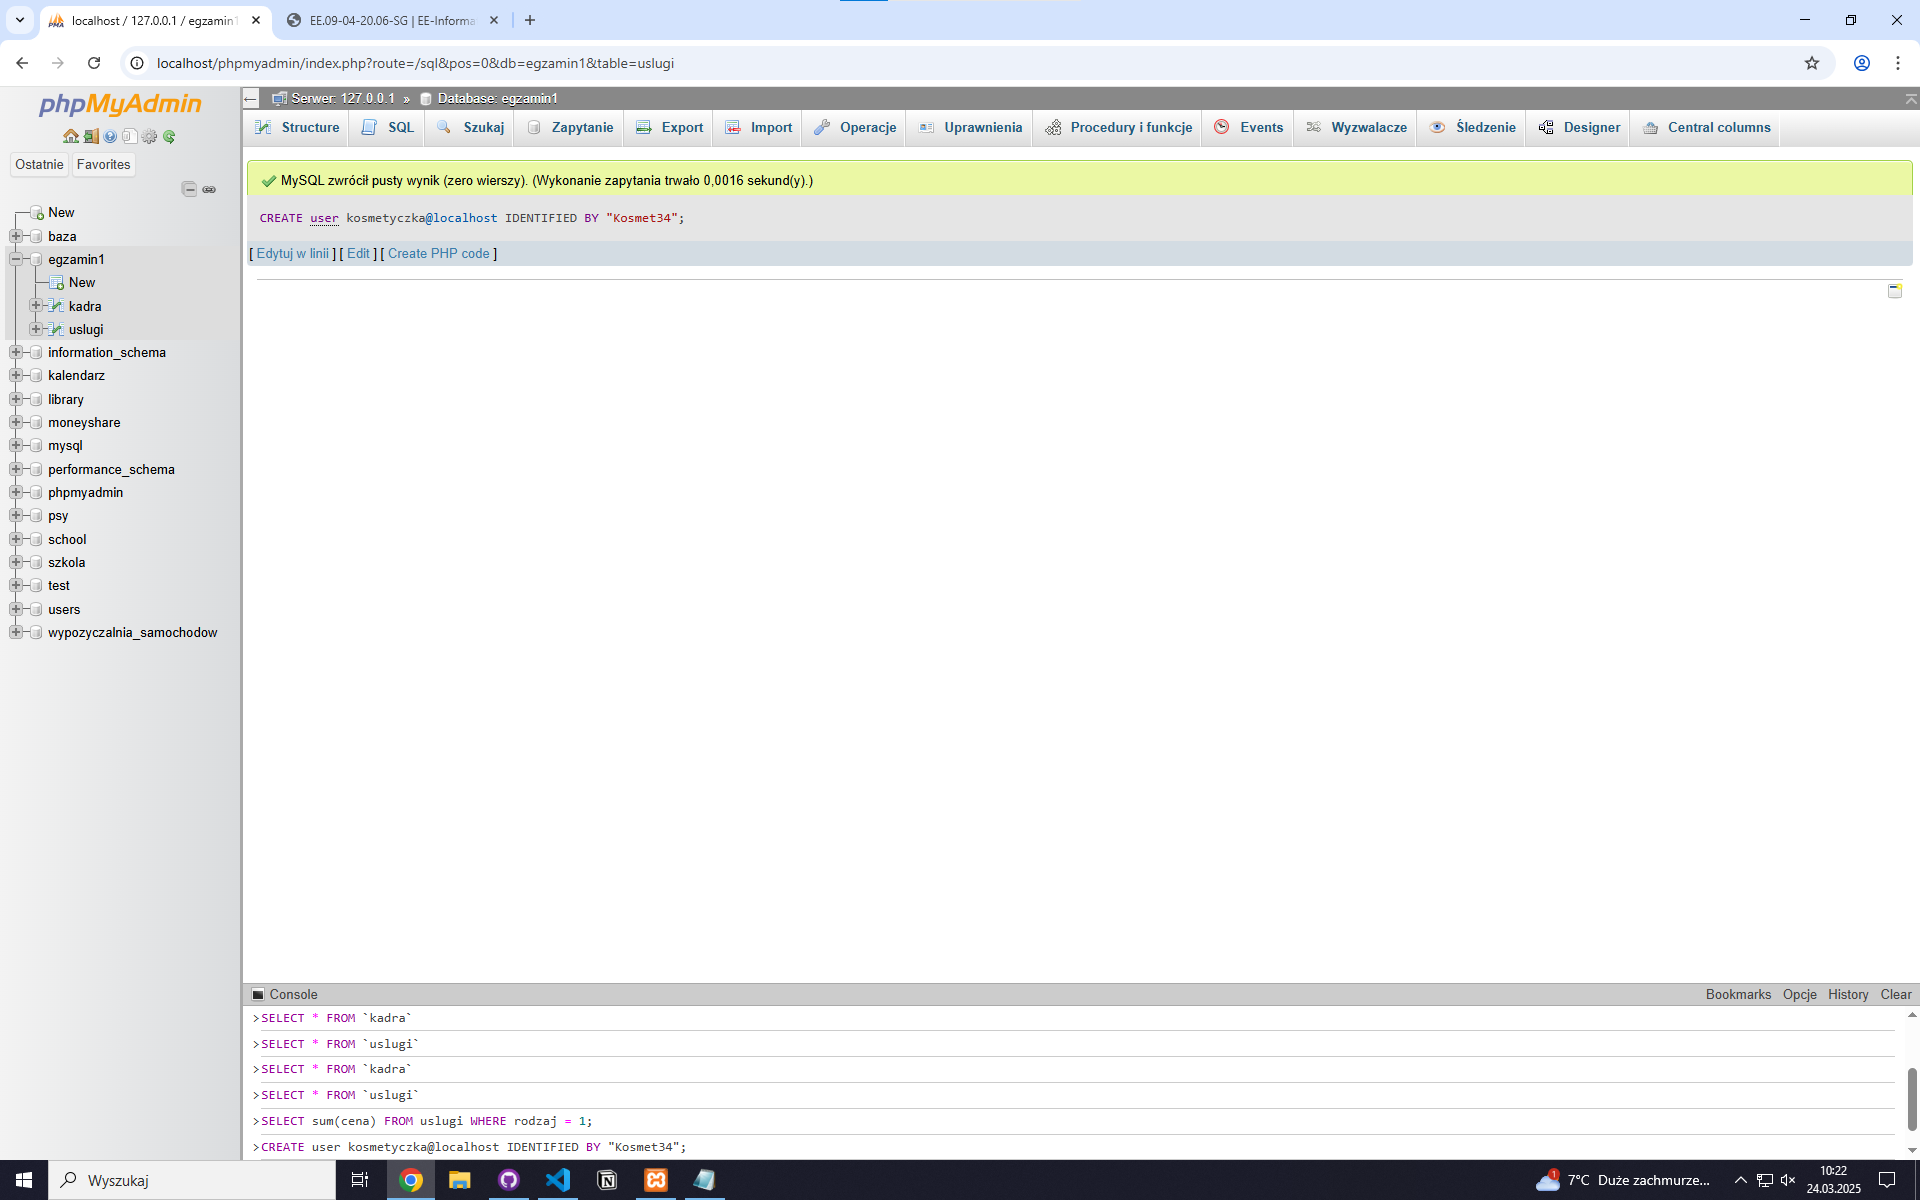 localhost / 127.0.0.1 / egzamin1
EE.09-04-20.06-SG | EE-Informa
localhost/phpmyadmin/index.php?route=/sql&pos=0&db=egzamin1&table=uslugi
phpMyAdmin
Ostatnie Favorites
New
baza
egzamin1
New
kadra
uslugi
information_schema
kalendarz
library
moneyshare
mysql
performance_schema
phpmyadmin
psy
school
szkola
test
users
wypozyczalnia_samochodow
Serwer: 127.0.0.1 » Database: egzamin1
Structure SQL Szukaj Zapytanie Export Import Operacje Uprawnienia Procedury i funkcje Events Wyzwalacze Śledzenie Designer Central columns
MySQL zwrócił pusty wynik (zero wierszy). (Wykonanie zapytania trwało 0,0016 sekund(y).)
CREATE user kosmetyczka@localhost IDENTIFIED BY "Kosmet34";
[ Edytuj w linii ] [ Edit ] [ Create PHP code ]
Console Bookmarks Opcje History Clear
>SELECT * FROM `kadra`
>SELECT * FROM `uslugi`
>SELECT * FROM `kadra`
>SELECT * FROM `uslugi`
>SELECT sum(cena) FROM uslugi WHERE rodzaj = 1;
>CREATE user kosmetyczka@localhost IDENTIFIED BY "Kosmet34";
Wyszukaj
1
7°C Duże zachmurze...
10:22
24.03.2025